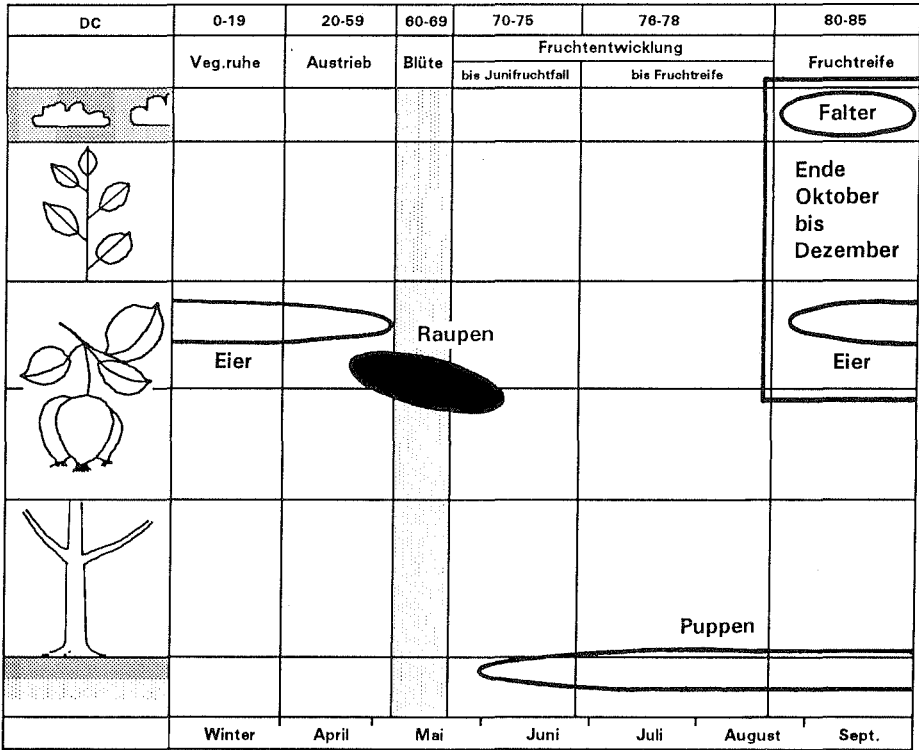 DC 0-19 20-59 60-69 70-75 76-78 80-85
Veg.ruhe Austrieb Blüte Fruchtentwicklung Fruchtreife
bis Junifruchtfall bis Fruchtreife
Falter
Ende
Oktober
bis
Dezember
Raupen
Eier Eier
Puppen
Winter April Mai Juni Juli August Sept.